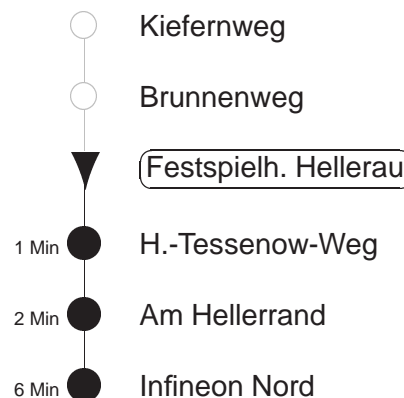 Kiefernweg
Brunnenweg
Festspielh. Hellerau
1 Min H.-Tessenow-Weg
2 Min Am Hellerrand
6 Min Infineon Nord